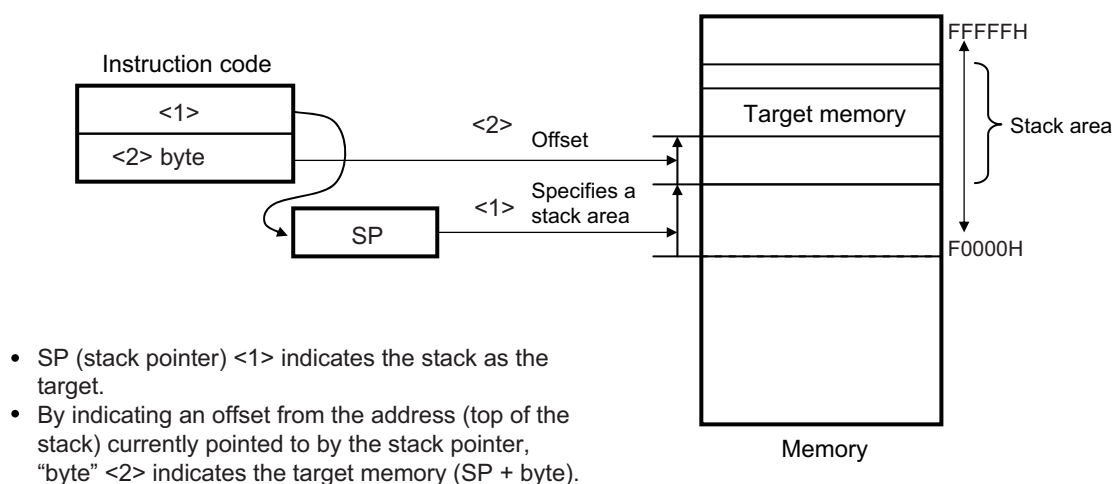 Instruction code
<1>
<2> byte
SP
<2>
Offset
<1>
Specifies a
stack area
Target memory
FFFFFH
Stack area
F0000H
Memory
• SP (stack pointer) <1> indicates the stack as the
target.
• By indicating an offset from the address (top of the
stack) currently pointed to by the stack pointer,
“byte” <2> indicates the target memory (SP + byte).